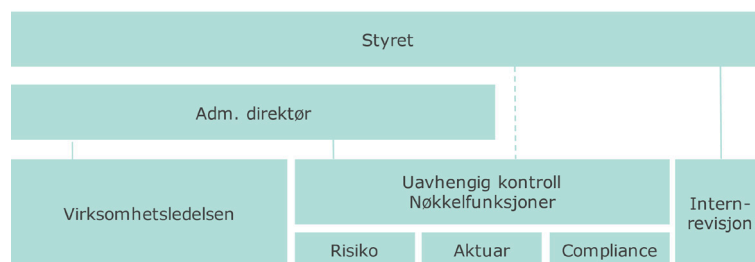 Styret
Adm. direktør
Virksomhetsledelsen
Uavhengig kontroll
Nøkkelfunksjoner
Intern-
revisjon
Risiko
Aktuar
Compliance